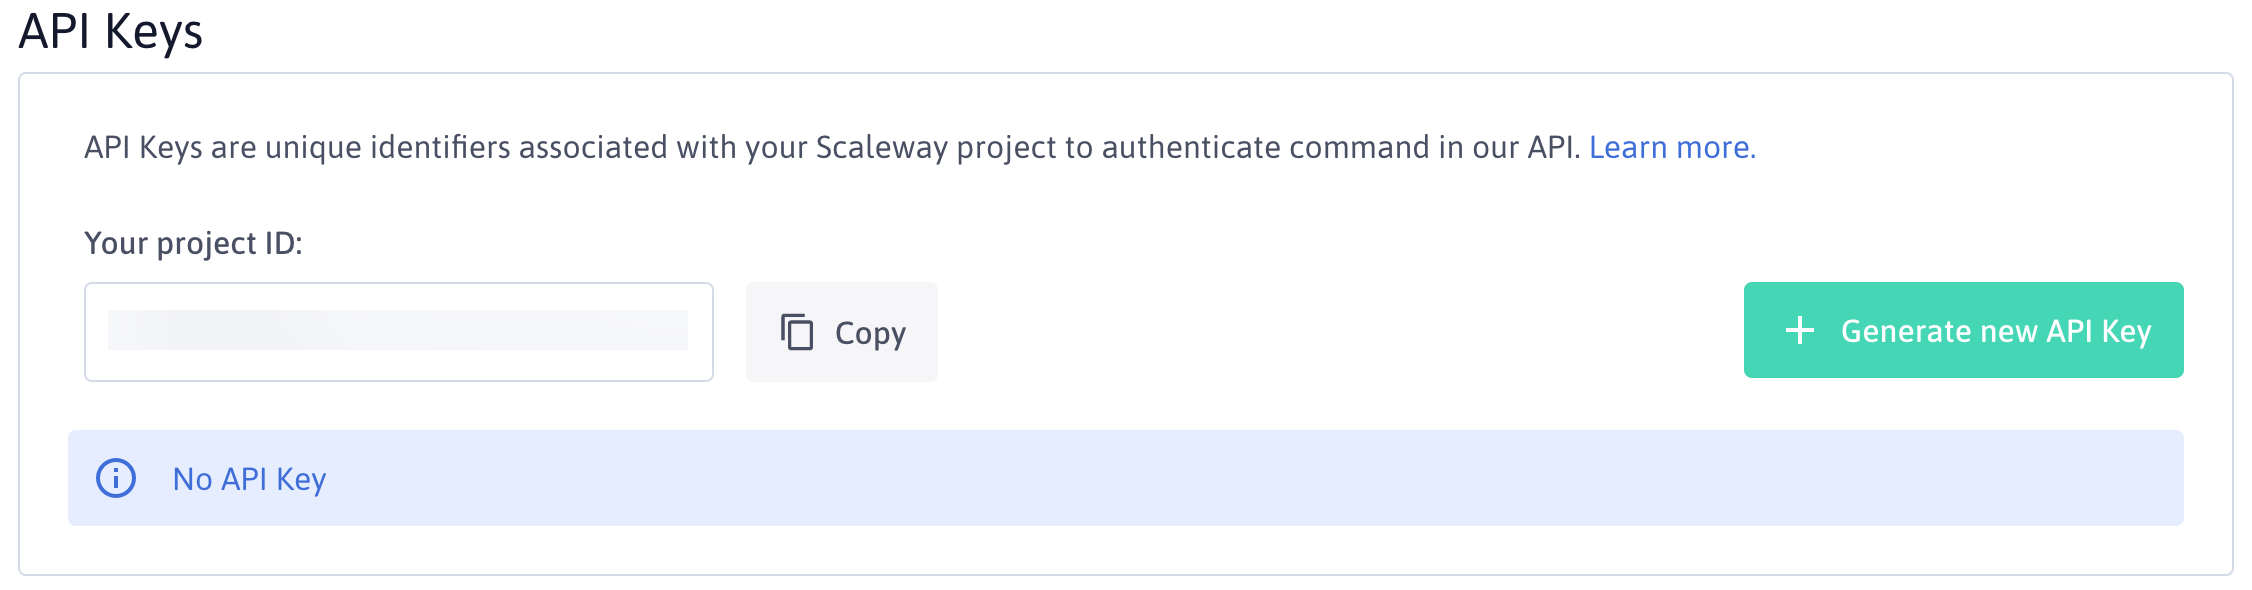 API Keys
API Keys are unique identifiers associated with your Scaleway project to authenticate command in our API. Learn more.
Your project ID:
Copy
Generate new API Key
No API Key